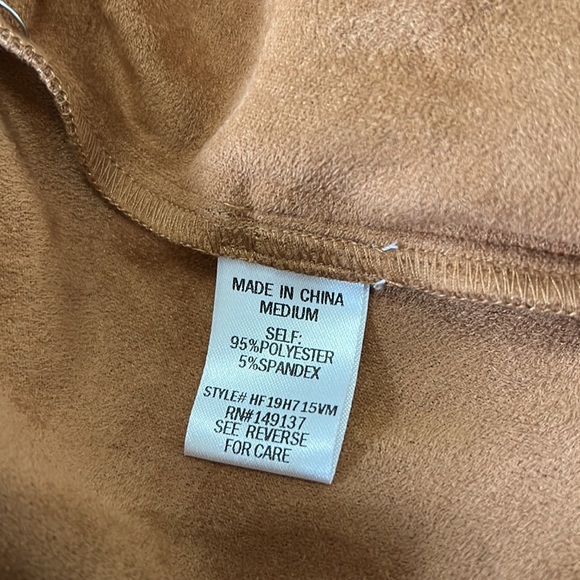 MADE IN CHINA
MEDIUM
SELF:
95%POLYESTER
5%SPANDEX
STYLE# HF19H715VM
RN#149137
SEE REVERSE
FOR CARE